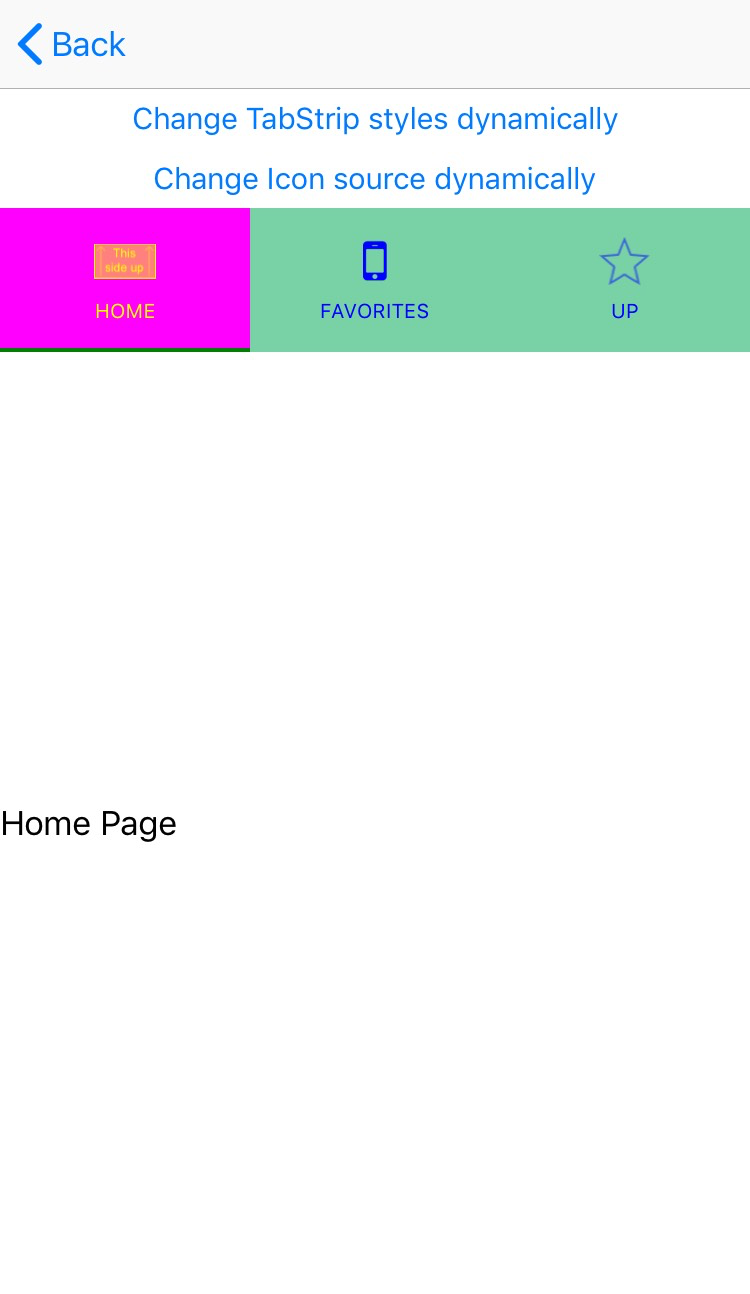 Back
Change TabStrip styles dynamically
Change Icon source dynamically
This
side up
HOME
FAVORITES
UP
Home Page